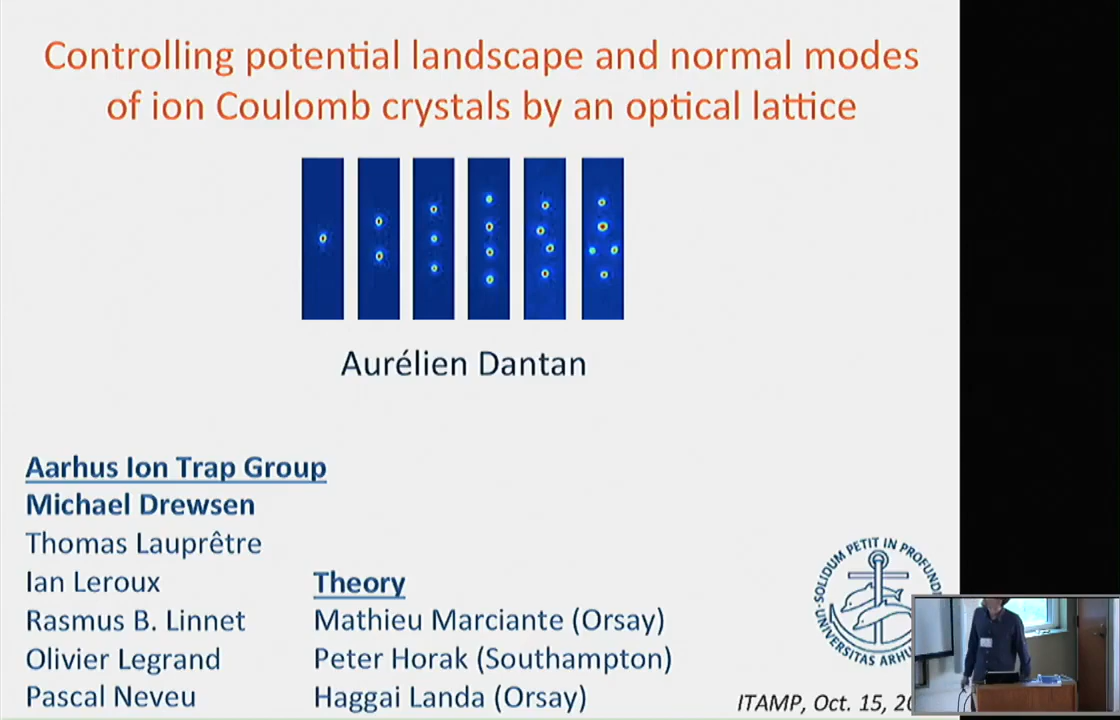 Controlling potential landscape and normal modes
of ion Coulomb crystals by an optical lattice
Aurélien Dantan
Aarhus Ion Trap Group
Michael Drewsen
Thomas Lauprêtre
Ian Leroux
Rasmus B. Linnet
Olivier Legrand
Pascal Neveu
Theory
Mathieu Marciante (Orsay)
Peter Horak (Southampton)
Haggai Landa (Orsay)
SOLIDUM PETIT IN PROFUNDIS
UNIVERSITAS
ITAMP, Oct. 15,